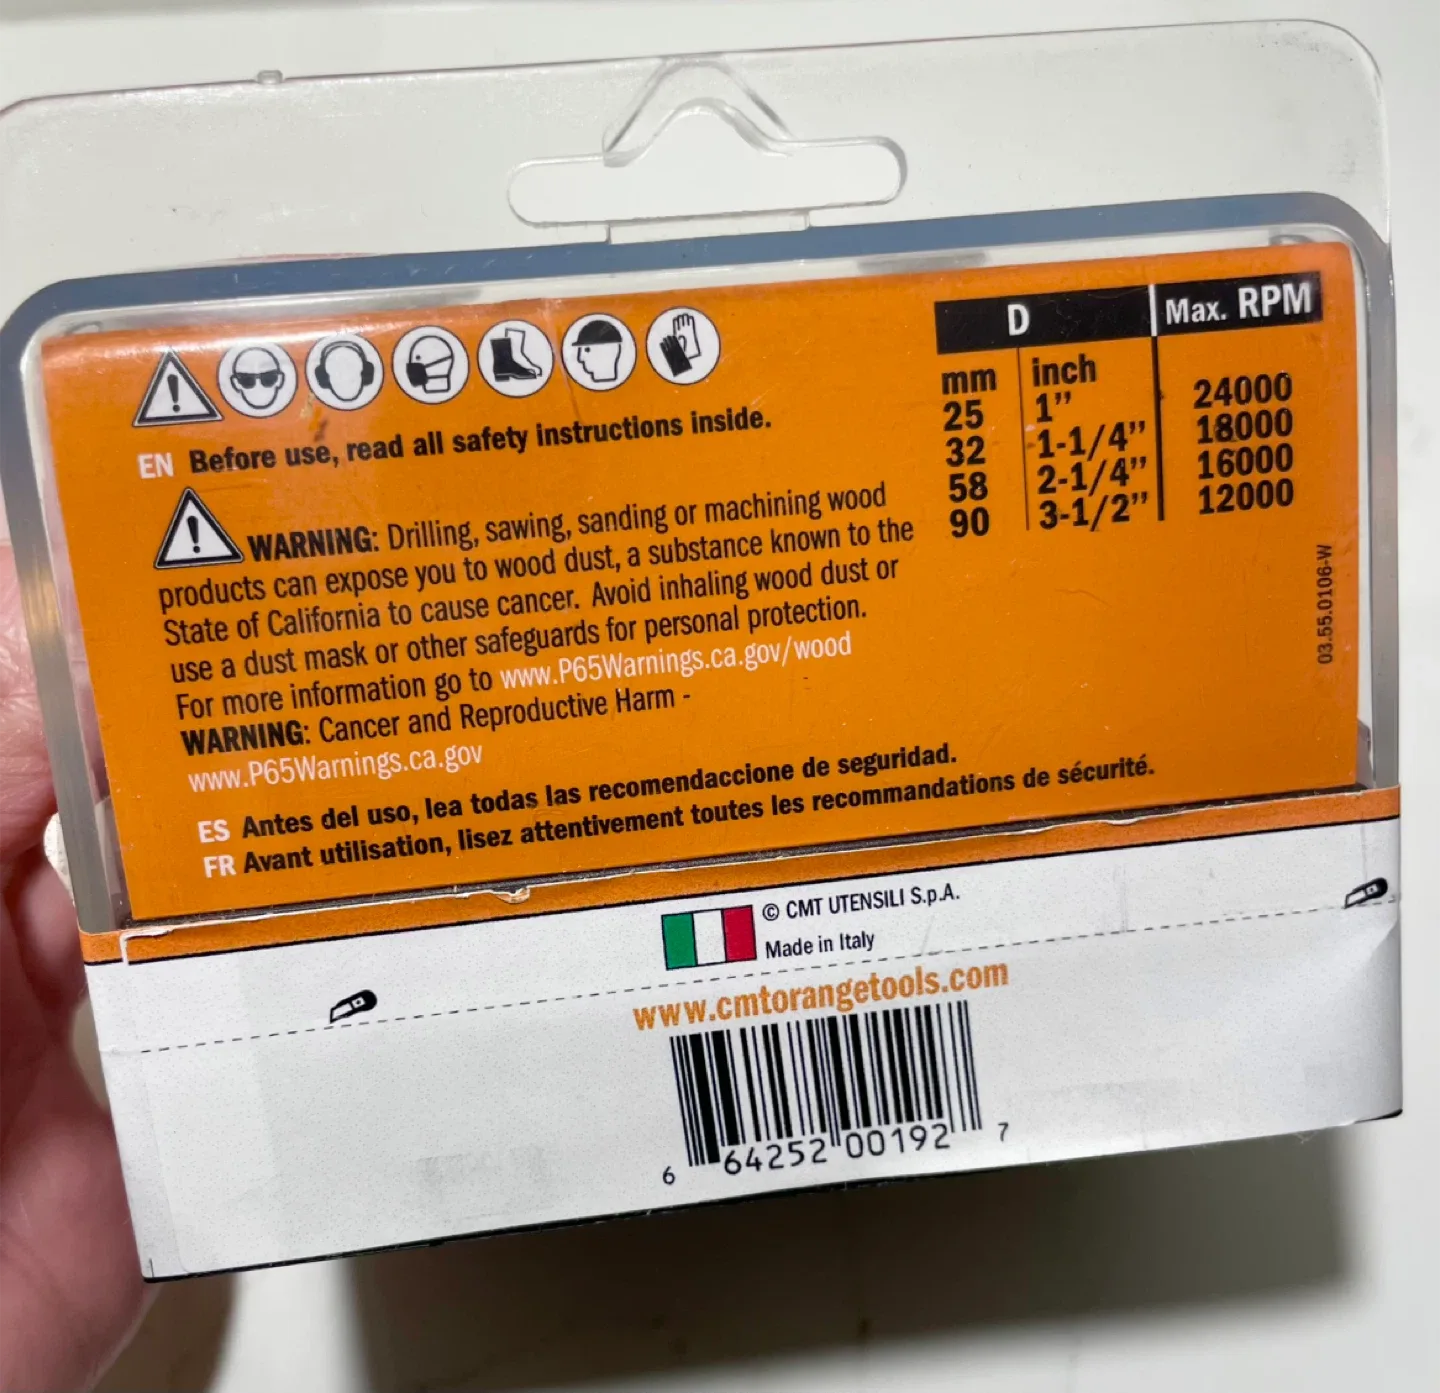 EN Before use, read all safety instructions inside.
WARNING: Drilling, sawing, sanding or machining wood
products can expose you to wood dust, a substance known to the
State of California to cause cancer. Avoid inhaling wood dust or
use a dust mask or other safeguards for personal protection.
For more information go to www.P65Warnings.ca.gov/wood
WARNING: Cancer and Reproductive Harm -
www.P65Warnings.ca.gov
ES Antes del uso, lea todas las recomendaccione de seguridad.
FR Avant utilisation, lisez attentivement toutes les recommandations de sécurité.
D Max. RPM
mm inch
25 1” 24000
32 1-1/4” 18000
58 2-1/4” 16000
90 3-1/2” 12000
03.55.0106-W
© CMT UTENSILI S.p.A.
Made in Italy
www.cmtorangetools.com
6 64252 00192 7